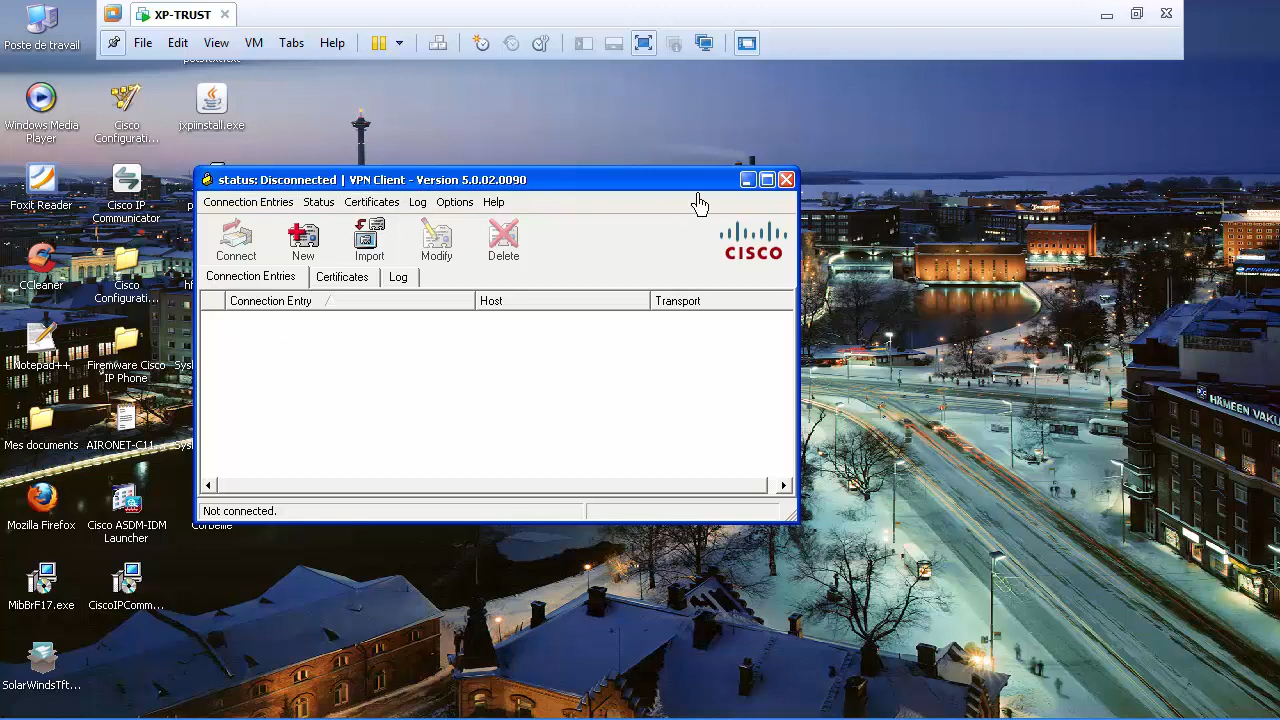 XP-TRUST
File Edit View VM Tabs Help
Poste de travail
Windows Media
Player
Cisco
Configurati...
jxpinstall.exe
Foxit Reader
Cisco IP
Communicator
CCleaner
Cisco
Configurati...
Notepad++
Firemware Cisco
IP Phone
Mes documents
AIRONET-C11
Mozilla Firefox
Cisco ASDM-IDM
Launcher
Corbeille
MibBrF17.exe
CiscoIPComm...
SolarWindsTft...
status: Disconnected | VPN Client - Version 5.0.02.0090
Connection Entries Status Certificates Log Options Help
Connect New Import Modify Delete
CISCO
Connection Entries Certificates Log
Connection Entry Host Transport
Not connected.
HÄMEEN